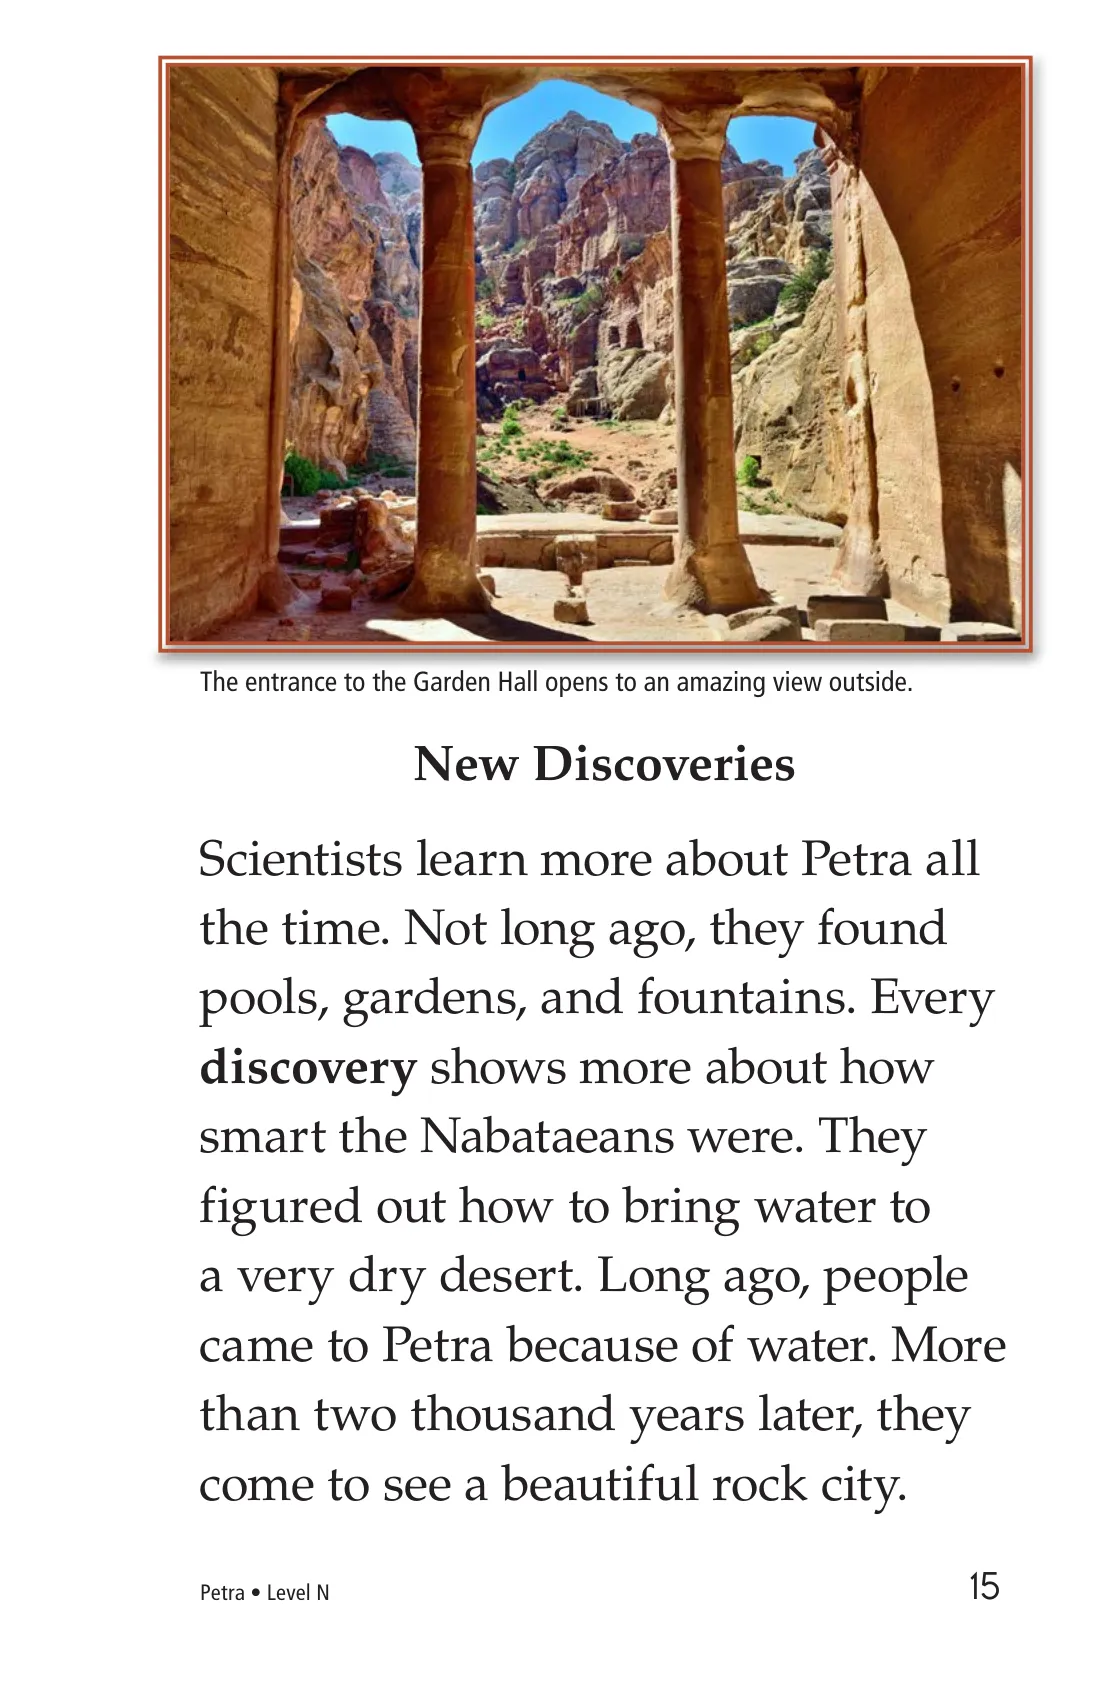 The entrance to the Garden Hall opens to an amazing view outside.
New Discoveries
Scientists learn more about Petra all
the time. Not long ago, they found
pools, gardens, and fountains. Every
discovery shows more about how
smart the Nabataeans were. They
figured out how to bring water to
a very dry desert. Long ago, people
came to Petra because of water. More
than two thousand years later, they
come to see a beautiful rock city.
Petra • Level N
15